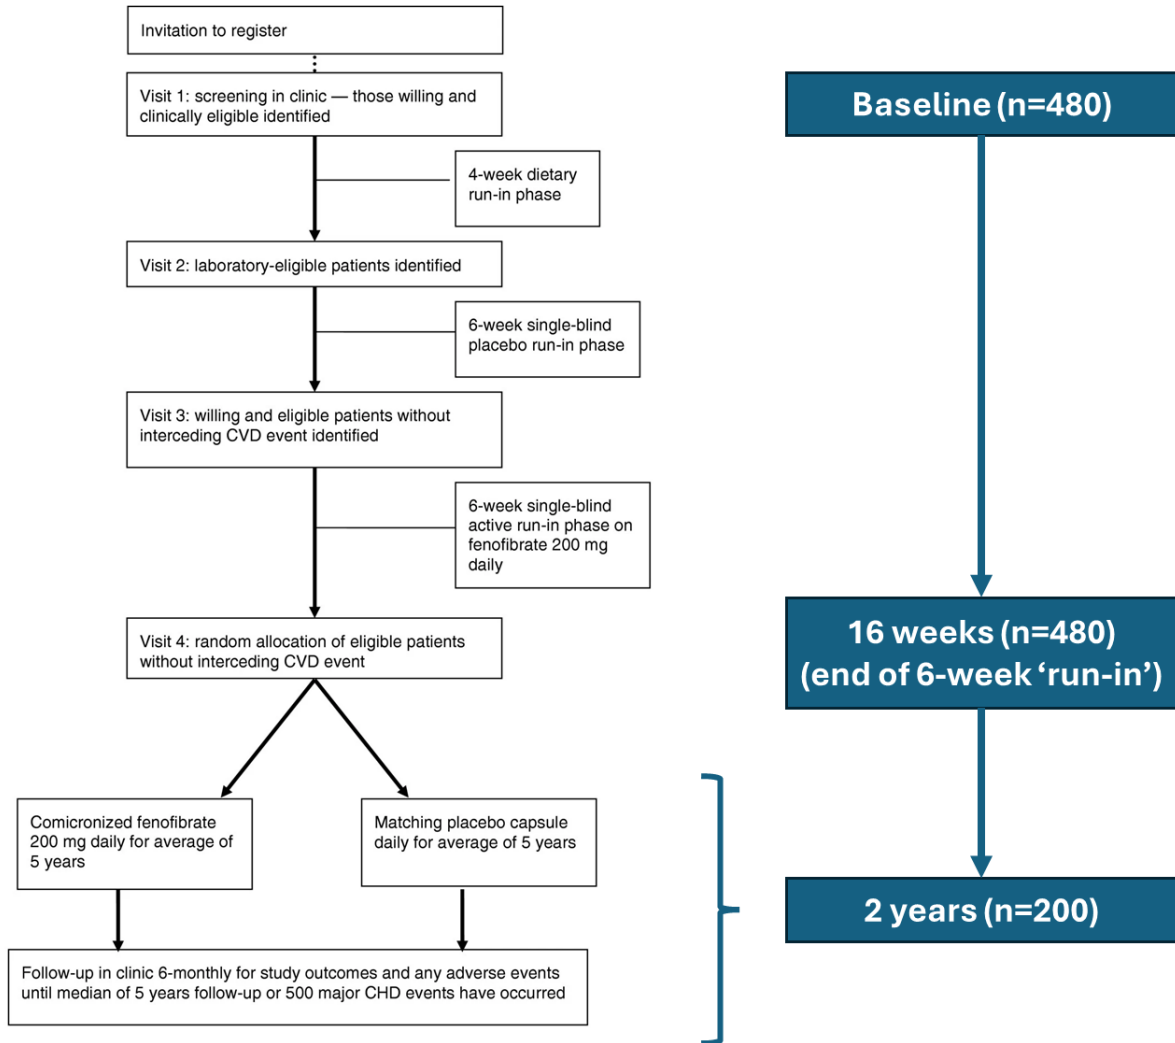 Invitation to register
Visit 1: screening in clinic — those willing and
clinically eligible identified
4-week dietary
run-in phase
Visit 2: laboratory-eligible patients identified
6-week single-blind
placebo run-in phase
Visit 3: willing and eligible patients without
interceding CVD event identified
6-week single-blind
active run-in phase on
fenofibrate 200 mg
daily
Visit 4: random allocation of eligible patients
without interceding CVD event
Comicronized fenofibrate
200 mg daily for average of
5 years
Matching placebo capsule
daily for average of 5 years
Follow-up in clinic 6-monthly for study outcomes and any adverse events
until median of 5 years follow-up or 500 major CHD events have occurred
Baseline (n=480)
16 weeks (n=480)
(end of 6-week ‘run-in’)
2 years (n=200)